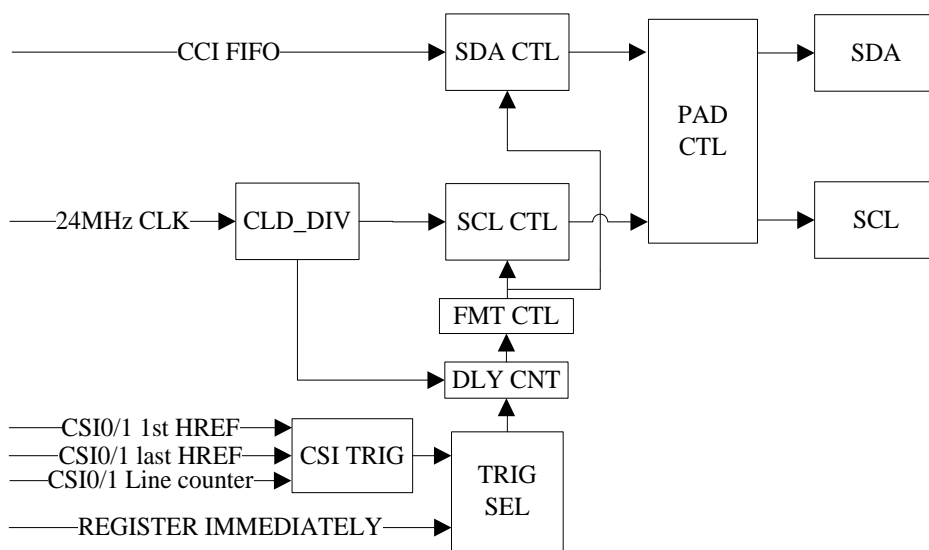 CCI FIFO
SDA CTL
SDA
PAD
CTL
24MHz CLK
CLD_DIV
SCL CTL
SCL
FMT CTL
DLY CNT
CSI0/1 1st HREF
CSI0/1 last HREF
CSI0/1 Line counter
CSI TRIG
TRIG
SEL
REGISTER IMMEDIATELY